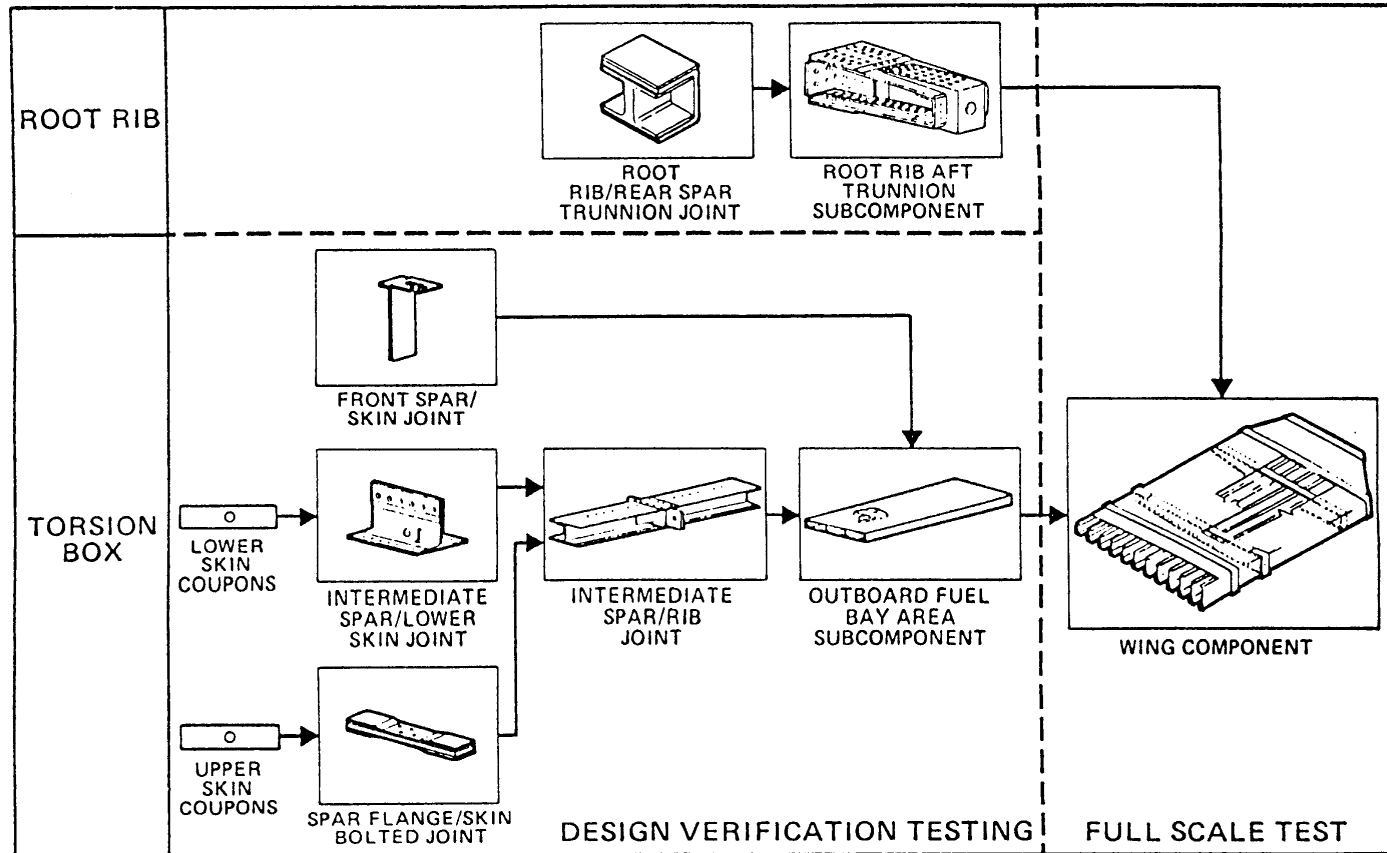 ROOT RIB
ROOT
RIB/REAR SPAR
TRUNNION JOINT
ROOT RIB AFT
TRUNNION
SUBCOMPONENT
TORSION
BOX
FRONT SPAR/
SKIN JOINT
LOWER
SKIN
COUPONS
INTERMEDIATE
SPAR/LOWER
SKIN JOINT
INTERMEDIATE
SPAR/RIB
JOINT
OUTBOARD FUEL
BAY AREA
SUBCOMPONENT
WING COMPONENT
UPPER
SKIN
COUPONS
SPAR FLANGE/SKIN
BOLTED JOINT
DESIGN VERIFICATION TESTING
FULL SCALE TEST